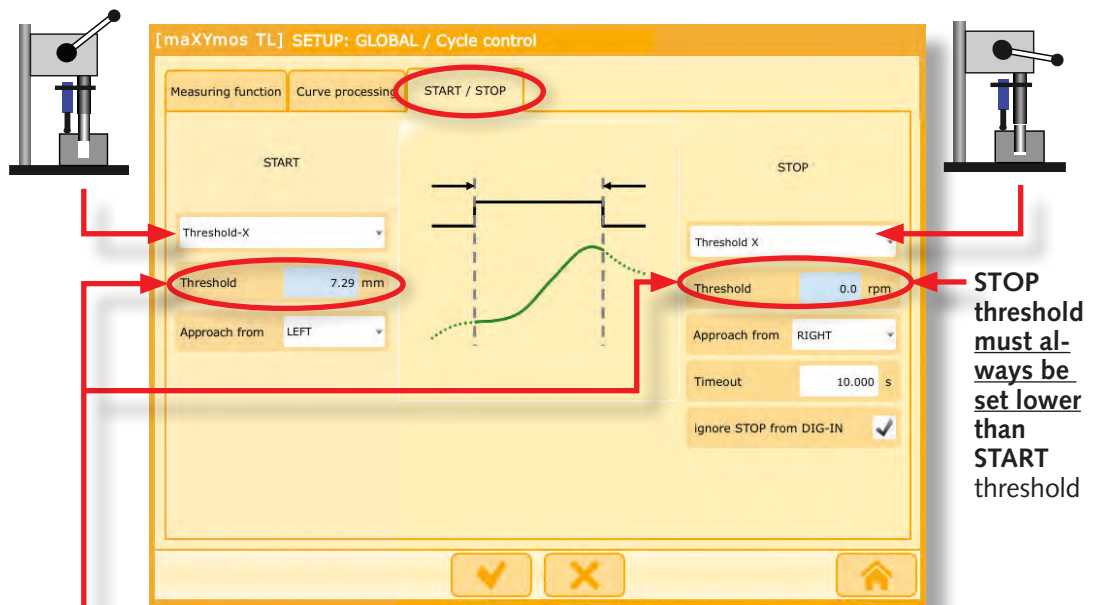 [maXYmos TL] SETUP: GLOBAL / Cycle control
Measuring function
Curve processing
START / STOP
START
Threshold-X
Threshold 7.29 mm
Approach from LEFT
STOP
Threshold X
Threshold 0.0 rpm
Approach from RIGHT
Timeout 10.000 s
ignore STOP from DIG-IN
STOP
threshold
must al-
ways be
set lower
than
START
threshold